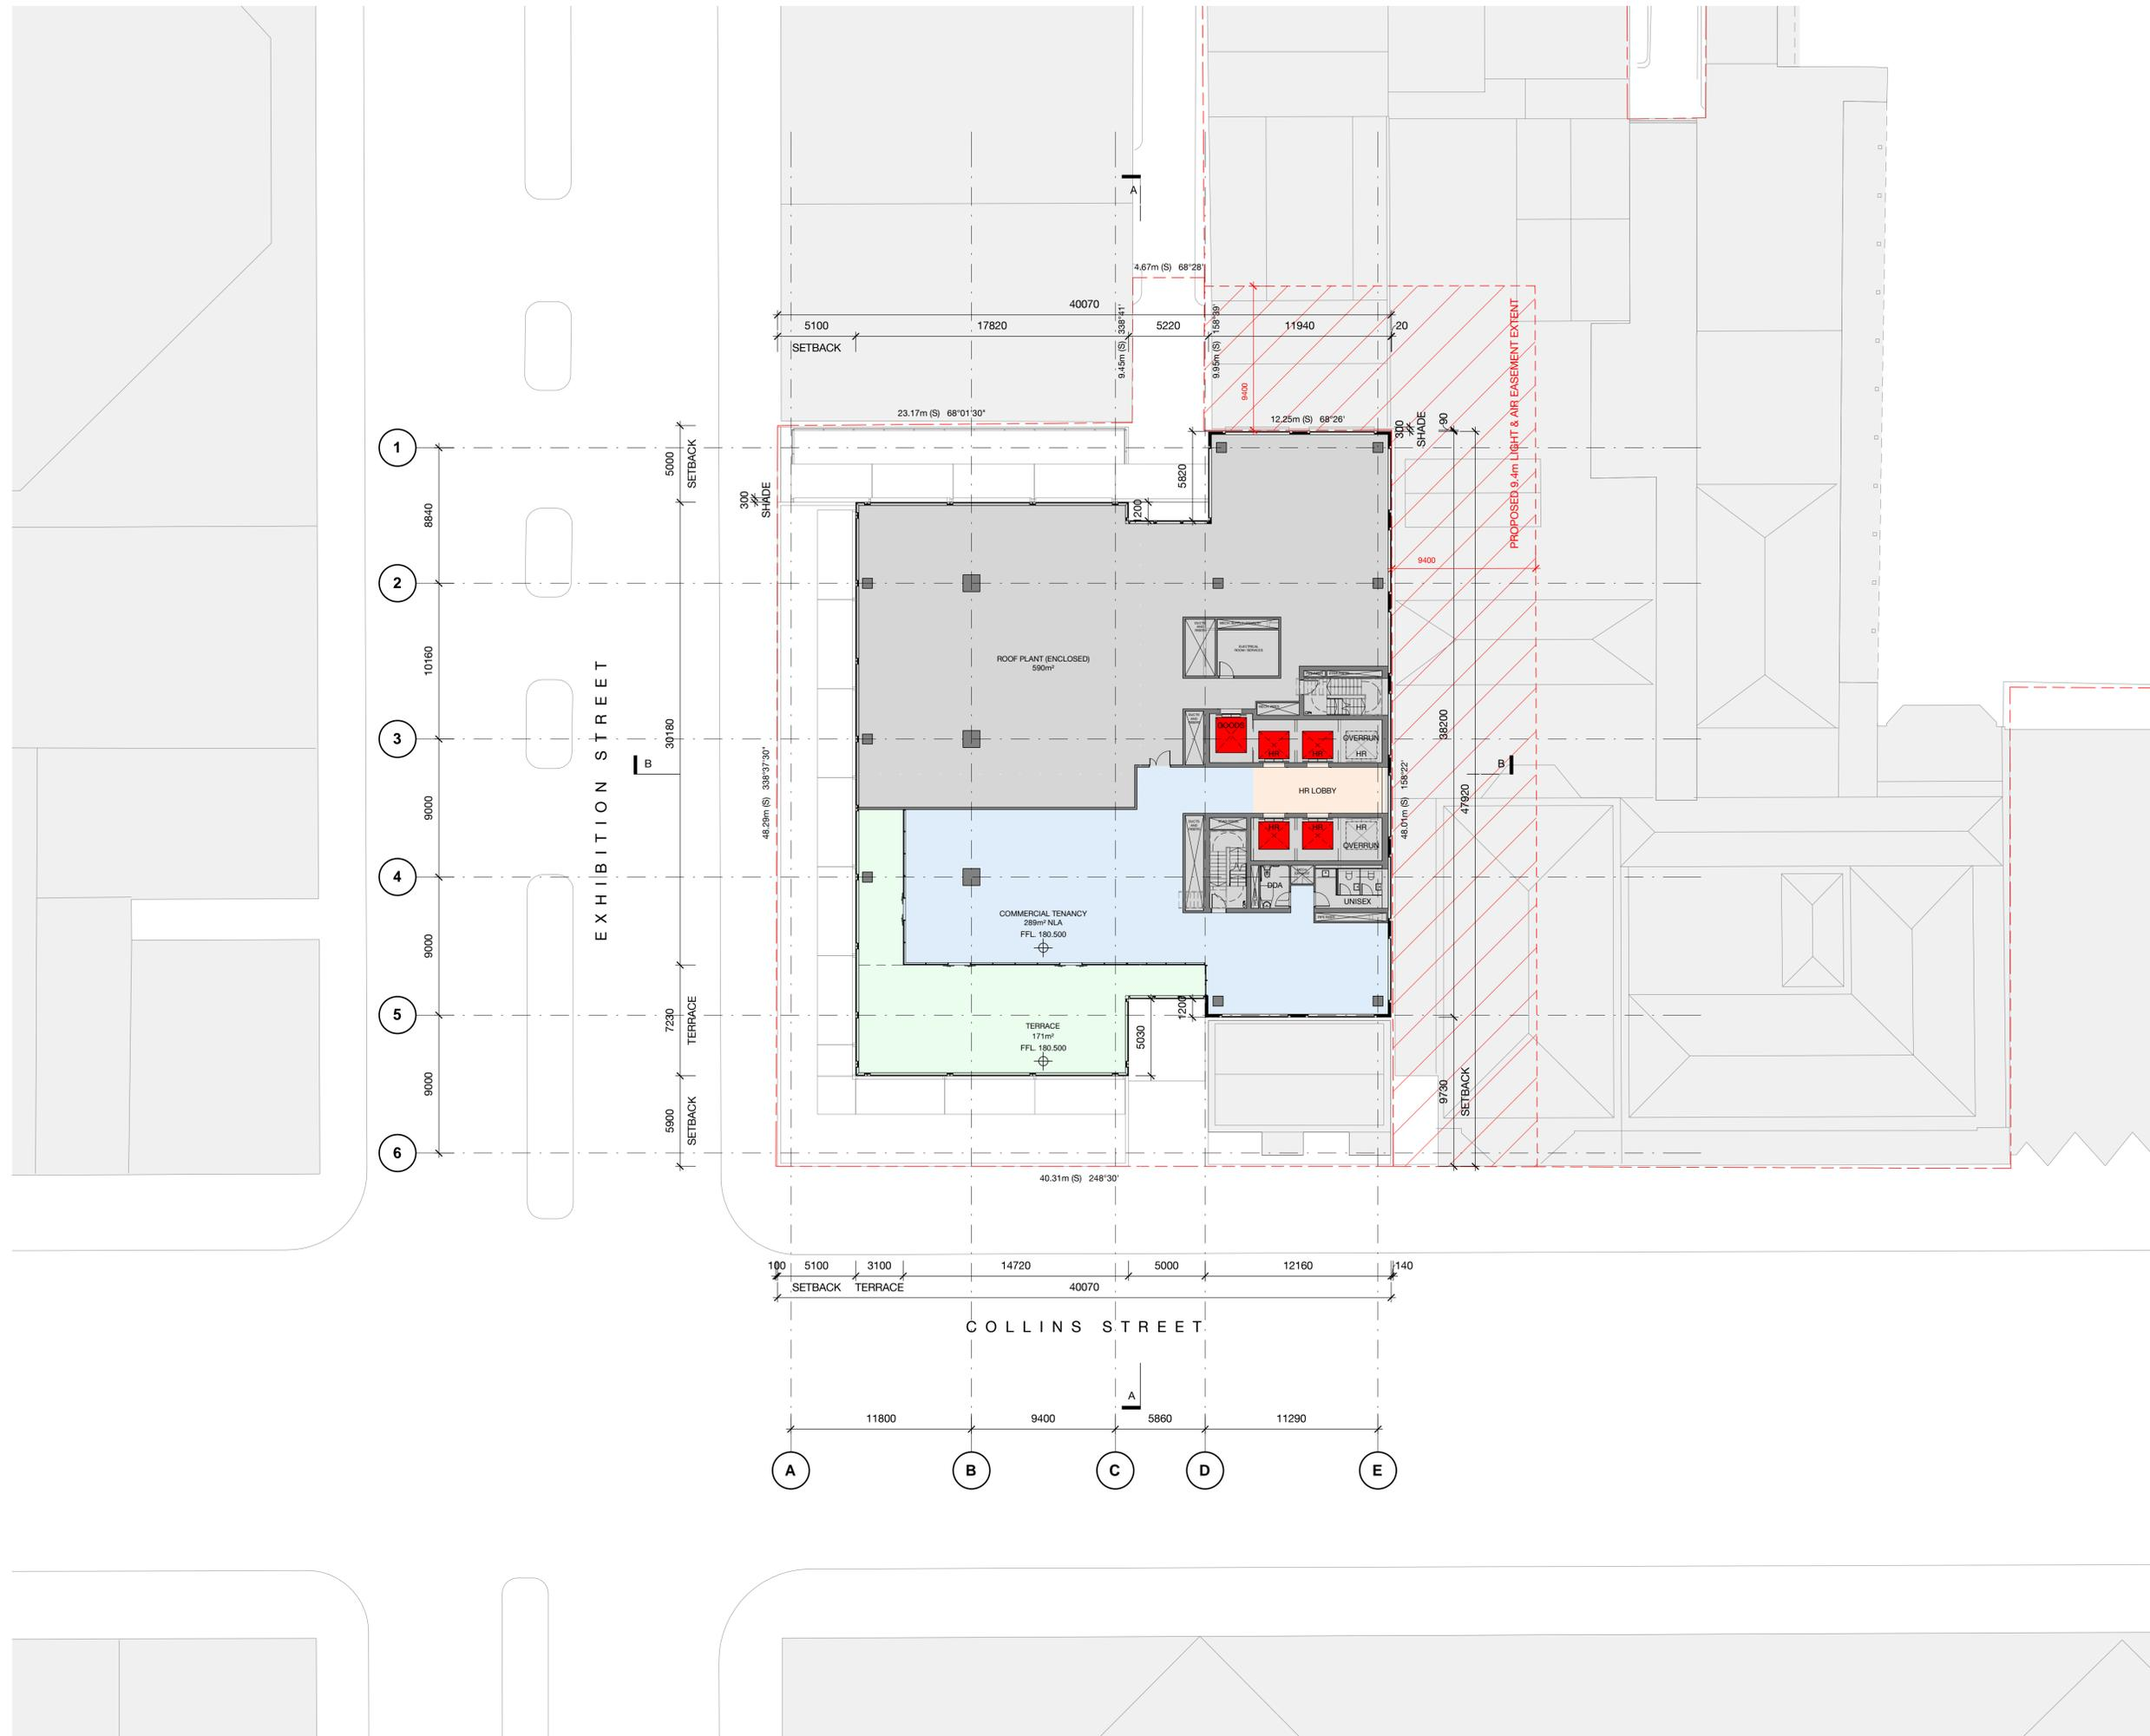 A
4.67m (S) 68°28'
40070
5100
17820
5220
11940
20
SETBACK
9.45m (S) 338°41'
9.95m (S) 158°39'
9400
PROPOSED 9.4m LIGHT & AIR EASEMENT EXTENT
23.17m (S) 68°01'30"
12.25m (S) 68°26'
300
SHADE
90
1
5000
SETBACK
5820
300
SHADE
1200
8840
9400
2
ROOF PLANT (ENCLOSED)
590m²
10160
EXHIBITION STREET
30180
38200
3
GOODS
HR
HR
OVERRUN
HR
B
B
48.29m (S) 338°37'30"
48.01m (S) 158°22'
47920
HR LOBBY
9000
HR
HR
HR
OVERRUN
4
DDA
UNISEX
COMMERCIAL TENANCY
289m² NLA
FFL. 180.500
9000
5
7230
TERRACE
1200
5030
TERRACE
171m²
FFL. 180.500
9000
5900
SETBACK
9730
SETBACK
6
40.31m (S) 248°30'
100
5100
3100
14720
5000
12160
140
SETBACK
TERRACE
40070
COLLINS STREET
A
11800
9400
5860
11290
A
B
C
D
E